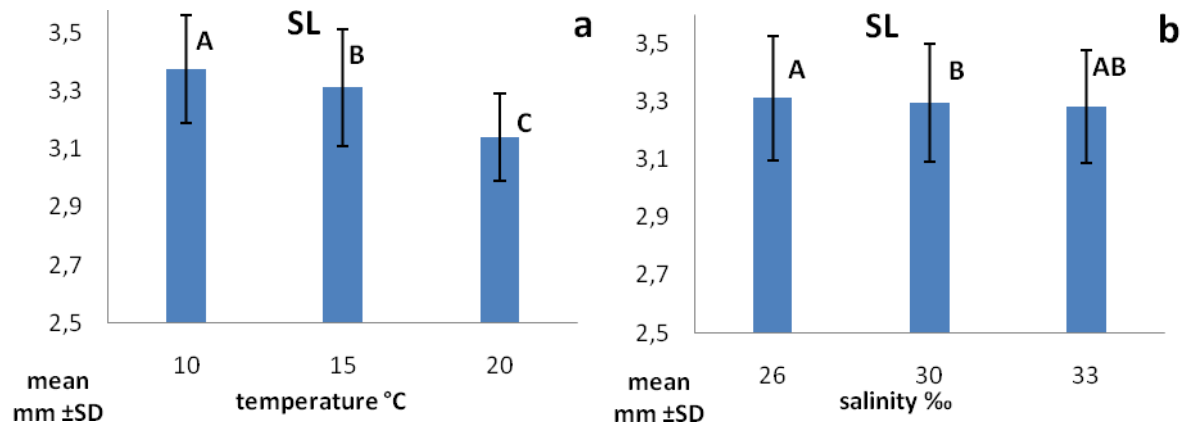 SL
a
3,5
3,3
3,1
2,9
2,7
2,5
A
B
C
10 15 20
temperature °C
mean
mm ±SD
SL
b
3,5
3,3
3,1
2,9
2,7
2,5
A
B
AB
26 30 33
salinity ‰
mean
mm ±SD